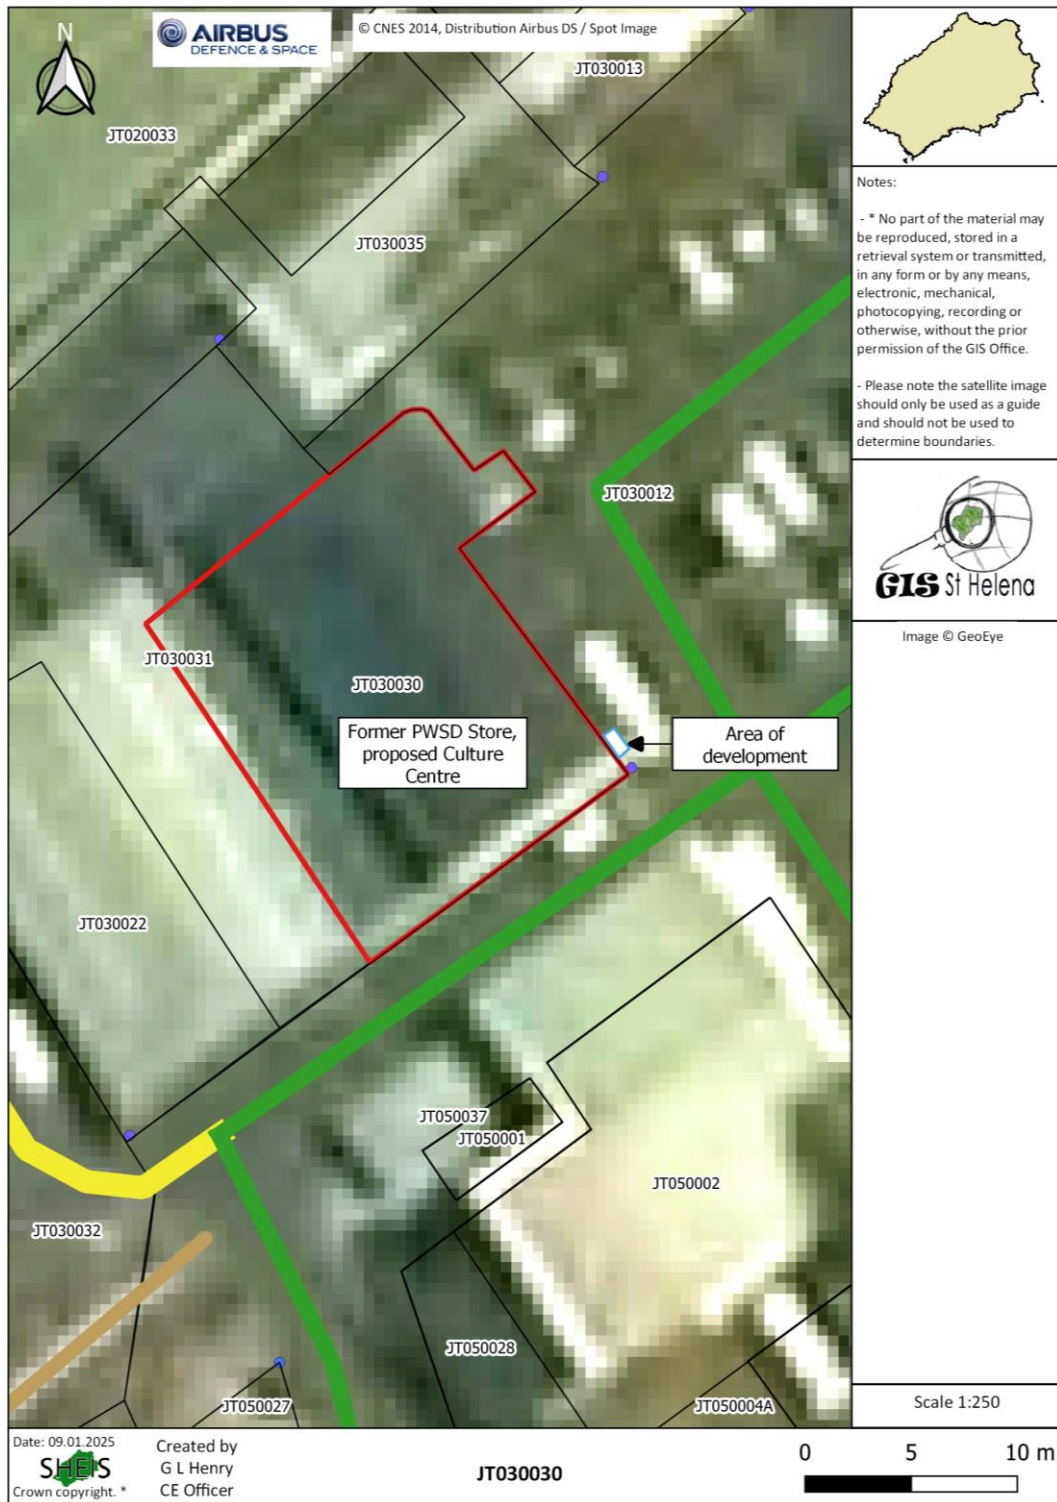 N
AIRBUS
DEFENCE & SPACE
© CNES 2014, Distribution Airbus DS / Spot Image
JT030013
JT020033
JT030035
JT030012
JT030031
JT030030
Former PWSD Store,
proposed Culture
Centre
Area of
development
JT030022
JT050037
JT050001
JT050002
JT030032
JT050028
JT050027
JT050004A
Notes:
- * No part of the material may
be reproduced, stored in a
retrieval system or transmitted,
in any form or by any means,
electronic, mechanical,
photocopying, recording or
otherwise, without the prior
permission of the GIS Office.
- Please note the satellite image
should only be used as a guide
and should not be used to
determine boundaries.
GIS St Helena
Image © GeoEye
Scale 1:250
Date: 09.01.2025
SHEIS
Crown copyright. *
Created by
G L Henry
CE Officer
JT030030
0 5 10 m